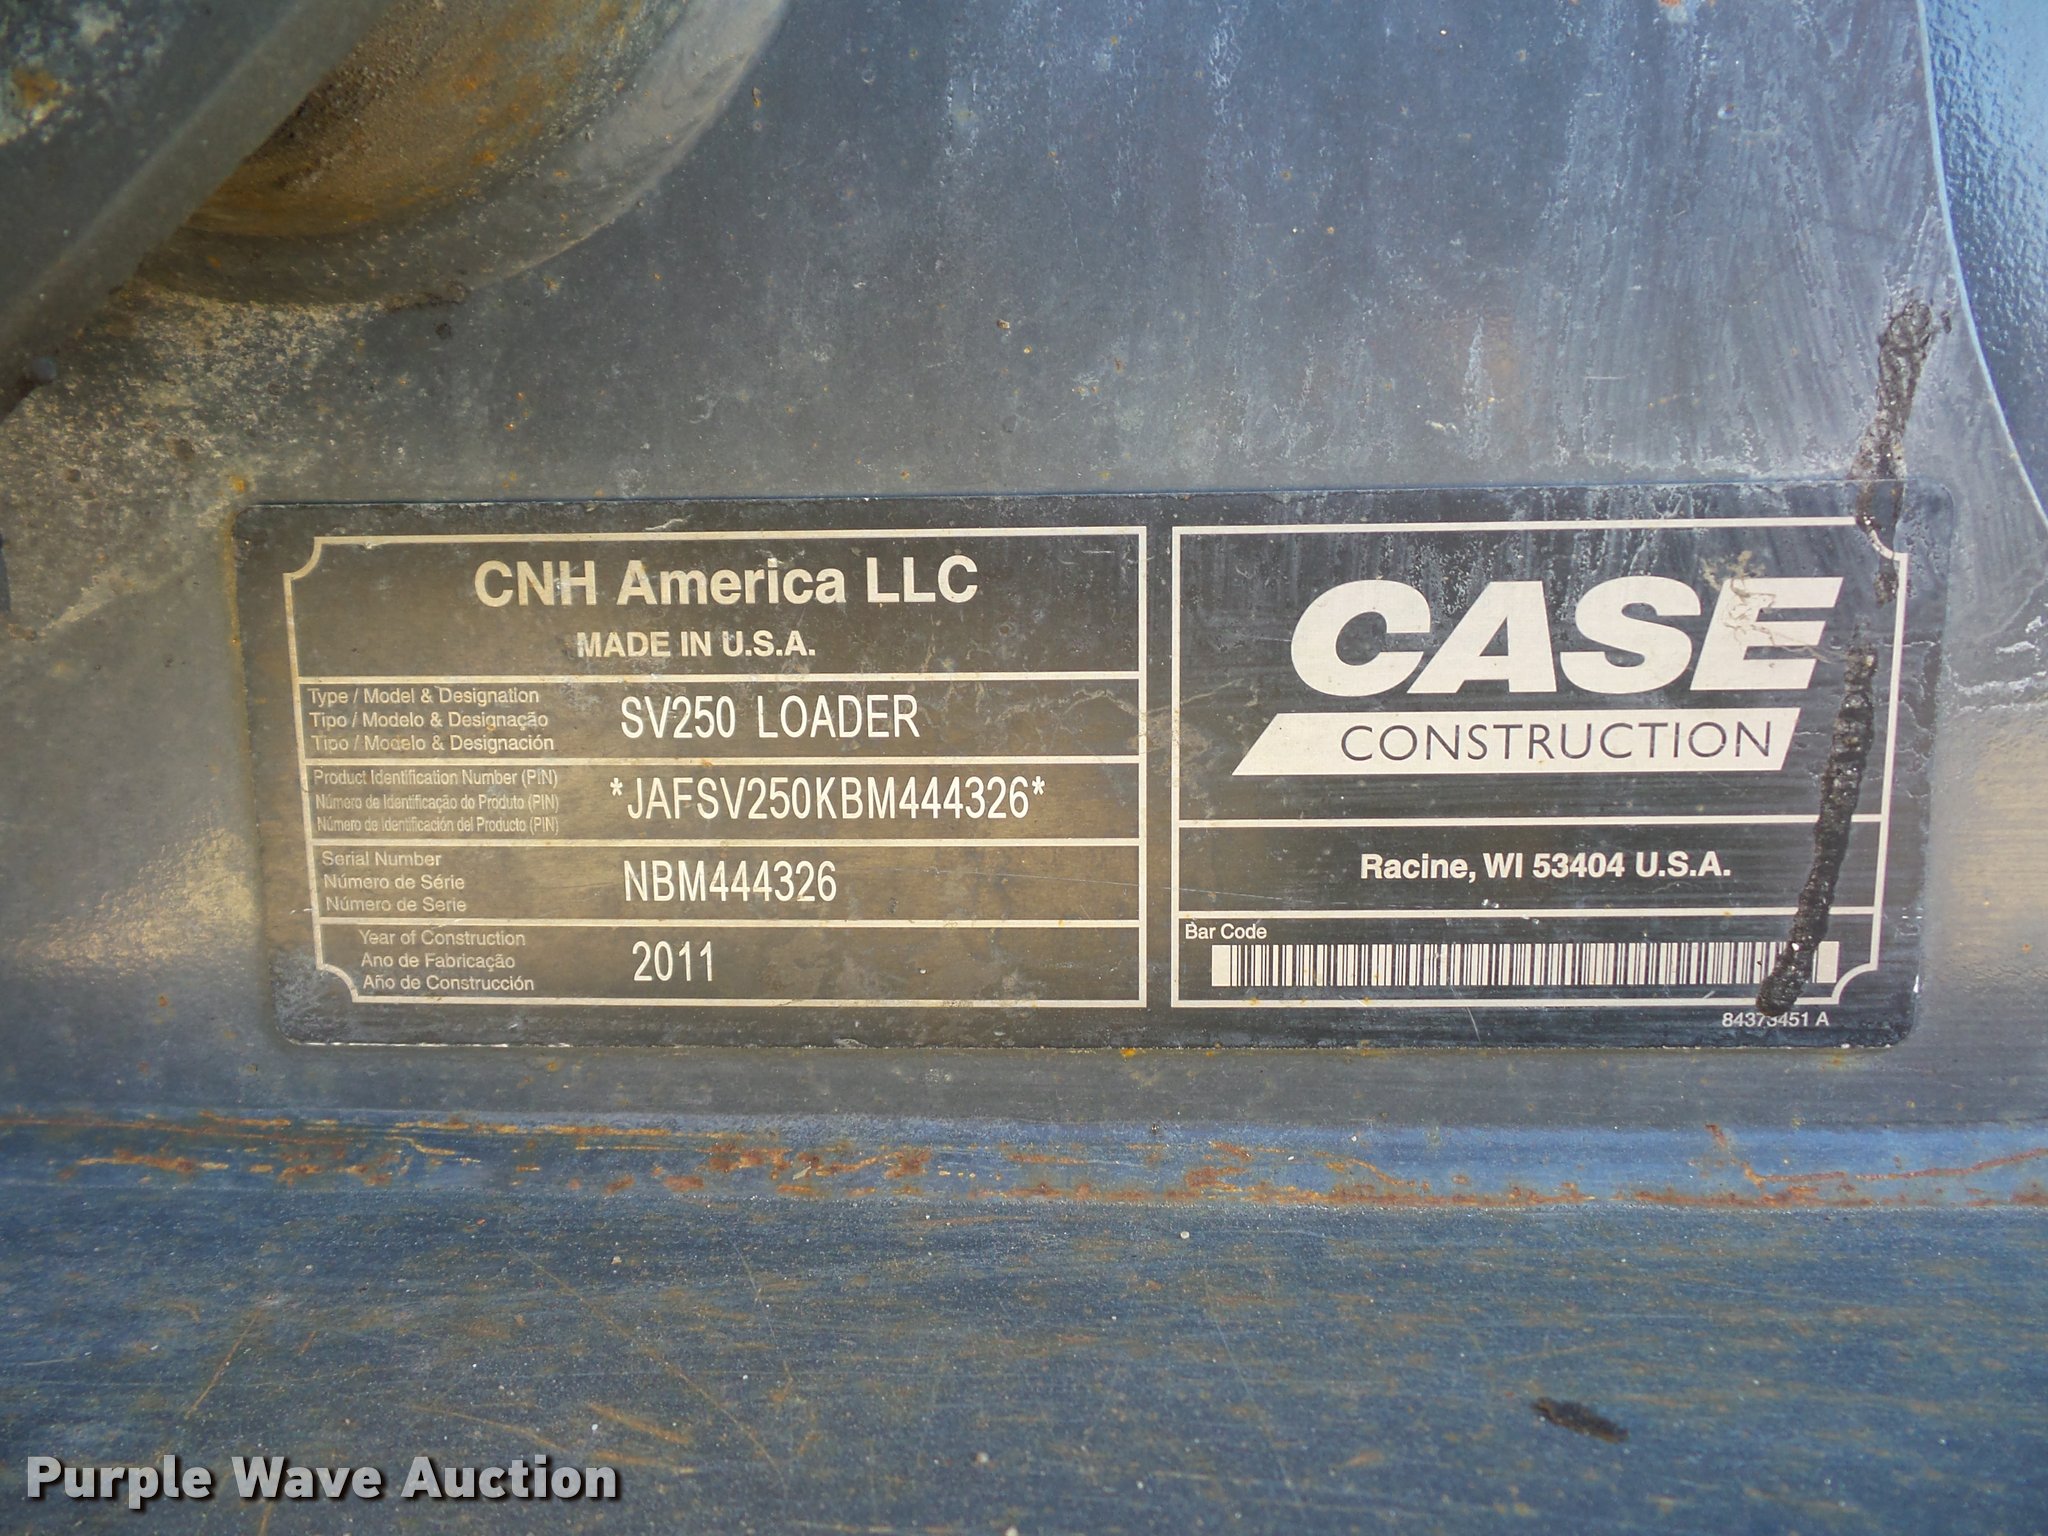 CNH America LLC
MADE IN U.S.A.
Type / Model & Designation
Tipo / Modelo & Designação
Tipo / Modelo & Designación
SV250 LOADER
Product Identification Number (PIN)
Número de Identificação do Produto (PIN)
Número de Identificación del Producto (PIN)
*JAFSV250KBM444326*
Serial Number
Número de Série
Número de Serie
NBM444326
Year of Construction
Ano de Fabricação
Año de Construcción
2011
CASE
CONSTRUCTION
Racine, WI 53404 U.S.A.
Bar Code
84373451 A
Purple Wave Auction